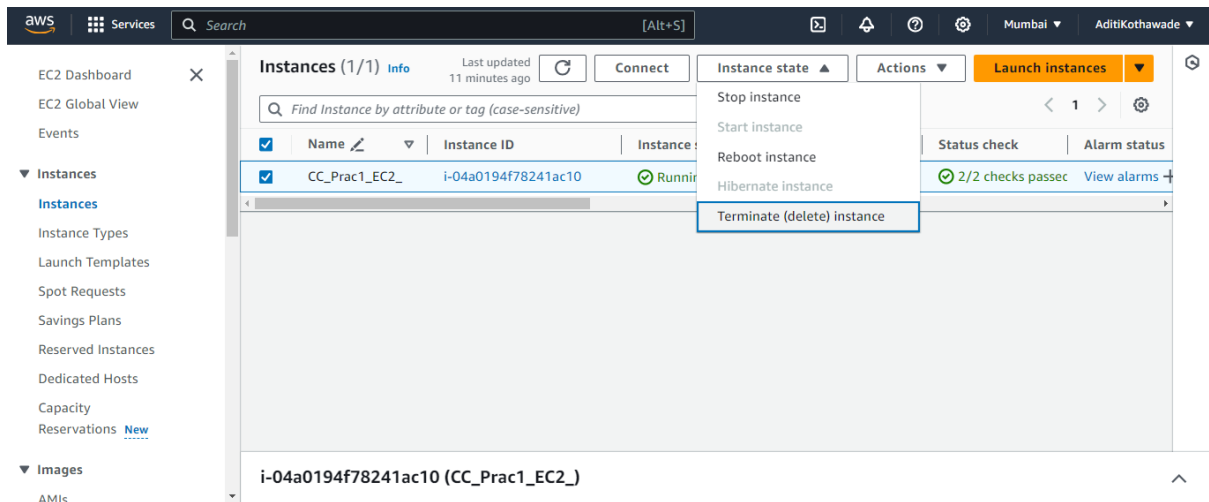 aws
Services
Search
[Alt+S]
Mumbai
AditiKothawade
EC2 Dashboard
EC2 Global View
Events
Instances
Instances
Instance Types
Launch Templates
Spot Requests
Savings Plans
Reserved Instances
Dedicated Hosts
Capacity
Reservations New
Images
AMIs
Instances (1/1) Info
Last updated
11 minutes ago
Connect
Instance state
Actions
Launch instances
Find Instance by attribute or tag (case-sensitive)
1
Stop instance
Start instance
Reboot instance
Hibernate instance
Terminate (delete) instance
Name
Instance ID
Instance
Status check
Alarm status
CC_Prac1_EC2_
i-04a0194f78241ac10
Runnin
2/2 checks passec
View alarms +
i-04a0194f78241ac10 (CC_Prac1_EC2_)